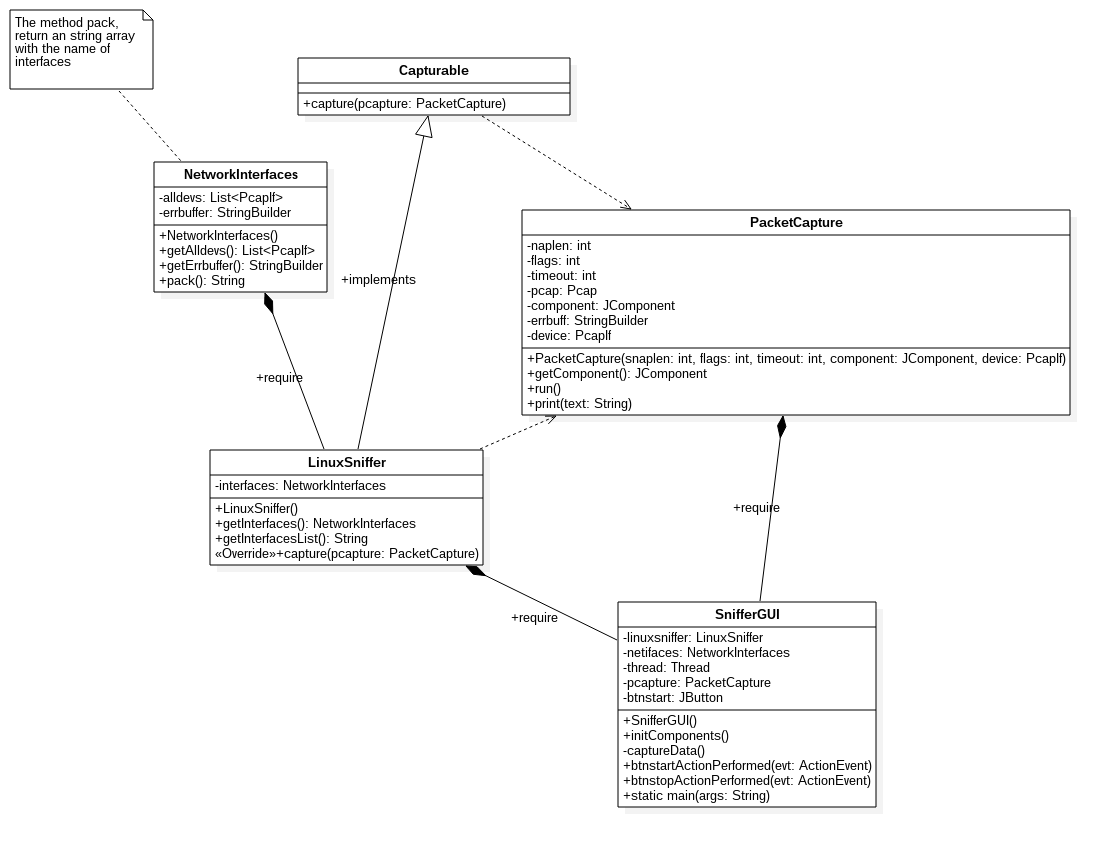 The method pack,
return an string array
with the name of
interfaces
Capturable
+capture(pcapture: PacketCapture)
NetworkInterfaces
-alldevs: List<PcapIf>
-errbuffer: StringBuilder
+NetworkInterfaces()
+getAlldevs(): List<PcapIf>
+getErrbuffer(): StringBuilder
+pack(): String
PacketCapture
-naplen: int
-flags: int
-timeout: int
-pcap: Pcap
-component: JComponent
-errbuff: StringBuilder
-device: PcapIf
+PacketCapture(snaplen: int, flags: int, timeout: int, component: JComponent, device: PcapIf)
+getComponent(): JComponent
+run()
+print(text: String)
+implements
+require
LinuxSniffer
-interfaces: NetworkInterfaces
+LinuxSniffer()
+getInterfaces(): NetworkInterfaces
+getInterfacesList(): String
«Override»+capture(pcapture: PacketCapture)
+require
+require
SnifferGUI
-linuxsniffer: LinuxSniffer
-netifaces: NetworkInterfaces
-thread: Thread
-pcapture: PacketCapture
-btnstart: JButton
+SnifferGUI()
+initComponents()
-captureData()
+btnstartActionPerformed(evt: ActionEvent)
+btnstopActionPerformed(evt: ActionEvent)
+static main(args: String)